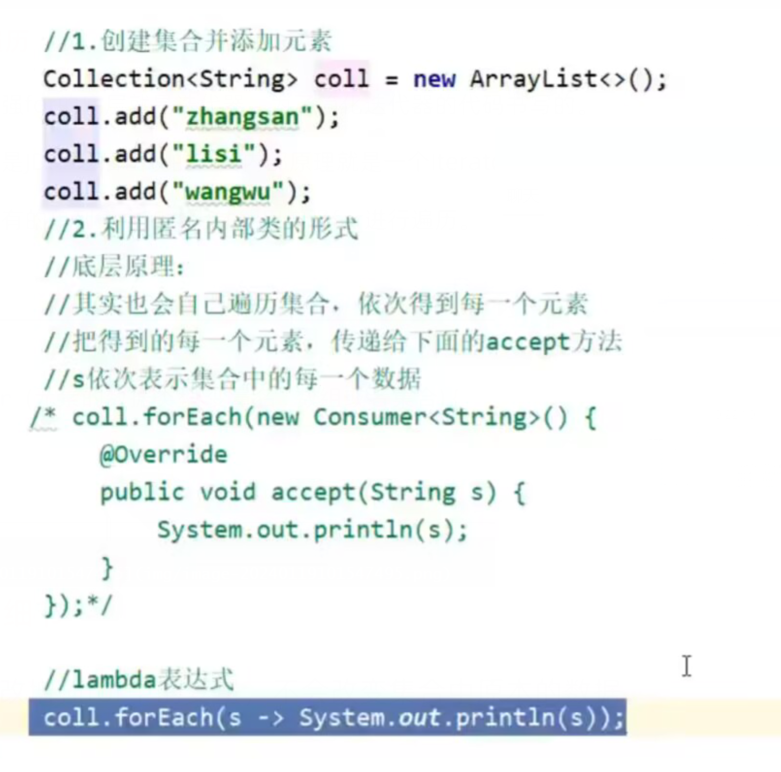 //1.创建集合并添加元素
Collection<String> coll = new ArrayList<>();
coll.add("zhangsan");
coll.add("lisi");
coll.add("wangwu");
//2.利用匿名内部类的形式
//底层原理：
//其实也会自己遍历集合，依次得到每一个元素
//把得到的每一个元素，传递给下面的accept方法
//s依次表示集合中的每一个数据
/* coll.forEach(new Consumer<String>() {
@Override
public void accept(String s) {
System.out.println(s);
}
});*/
//lambda表达式
coll.forEach(s -> System.out.println(s));